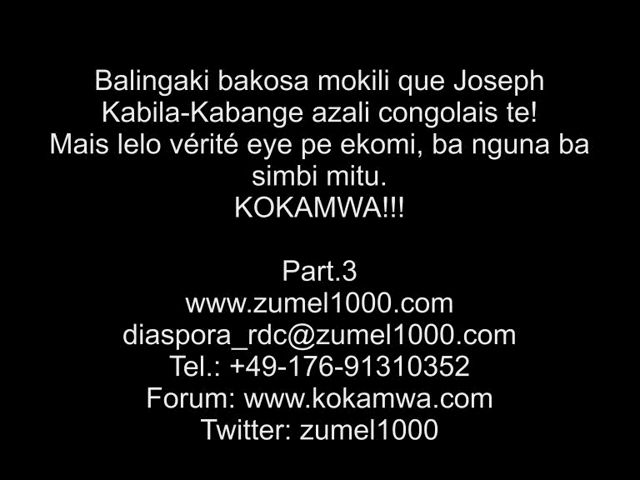 Balingaki bakosa mokili que Joseph
Kabila-Kabange azali congolais te!
Mais lelo vérité eye pe ekomi, ba nguna ba
simbi mitu.
KOKAMWA!!!
Part.3
www.zumel1000.com
diaspora_rdc@zumel1000.com
Tel.: +49-176-91310352
Forum: www.kokamwa.com
Twitter: zumel1000